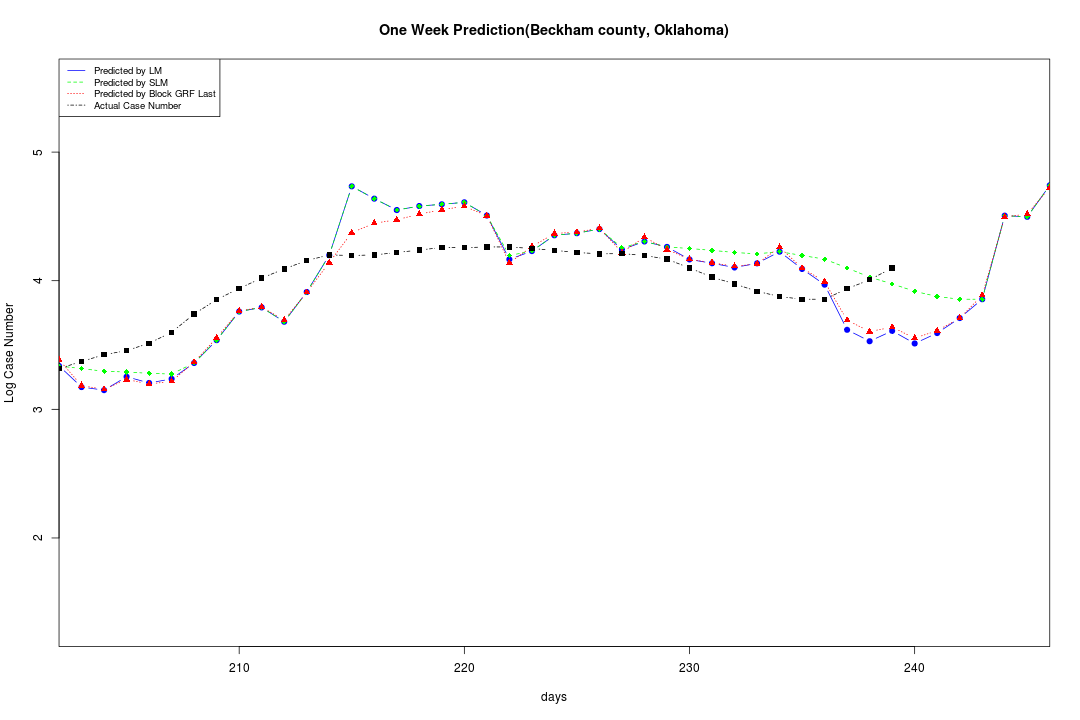 One Week Prediction(Beckham county, Oklahoma)
Predicted by LM
Predicted by SLM
Predicted by Block GRF Last
Actual Case Number
5
4
3
2
Log Case Number
210
220
230
240
days